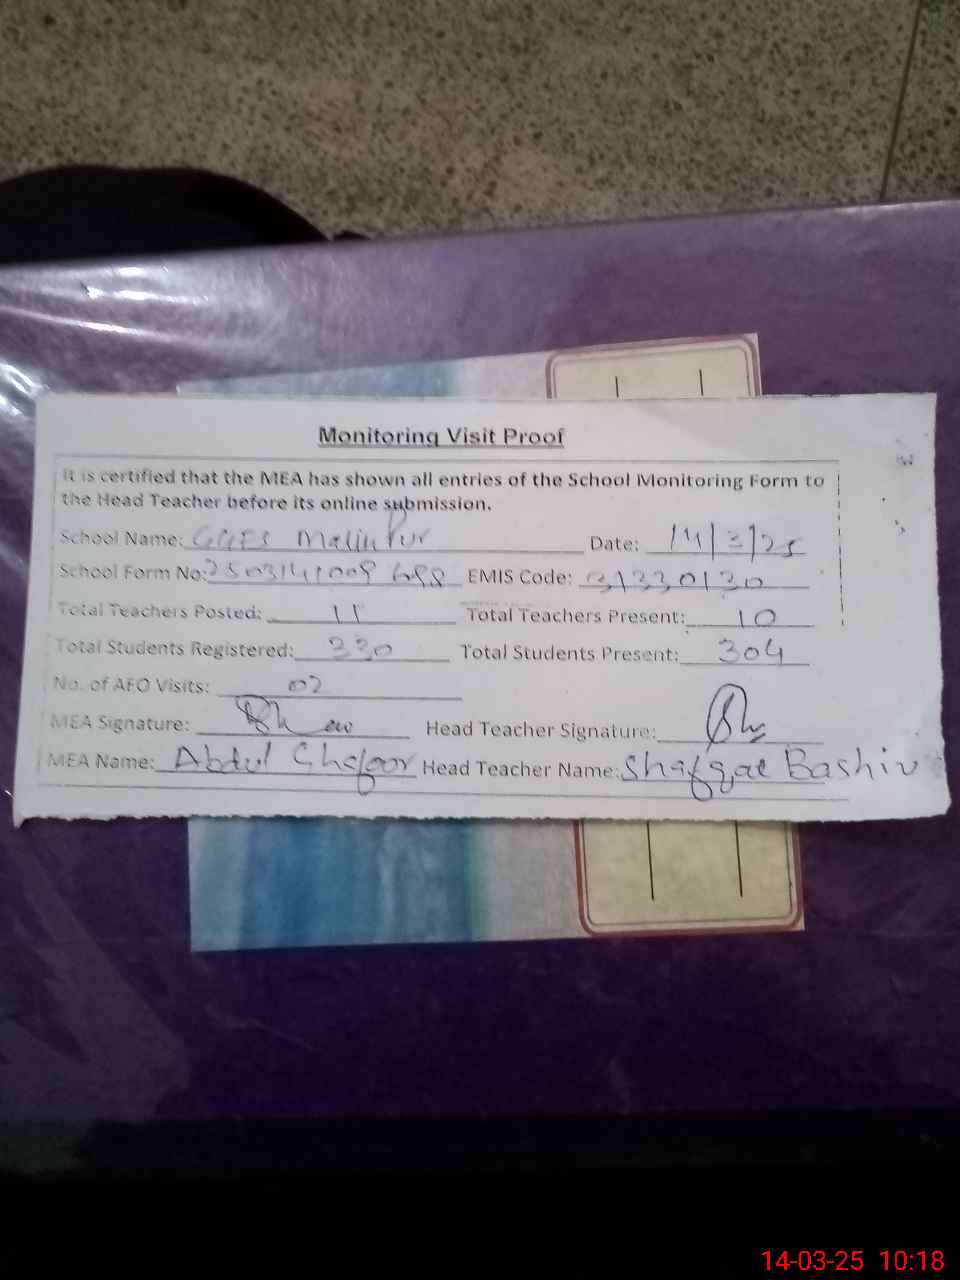 Monitoring Visit Proof
It is certified that the MEA has shown all entries of the School Monitoring Form to
the Head Teacher before its online submission.
School Name: GGES Malinpur Date: 14/3/25
School Form No: EMIS Code: 31330130
Total Teachers Posted: 11 Total Teachers Present: 10
Total Students Registered: 330 Total Students Present: 304
No. of AEO Visits: 02
MEA Signature: Head Teacher Signature:
MEA Name: Abdul Ghafoor Head Teacher Name: Shafqat Bashir
14-03-25 10:18